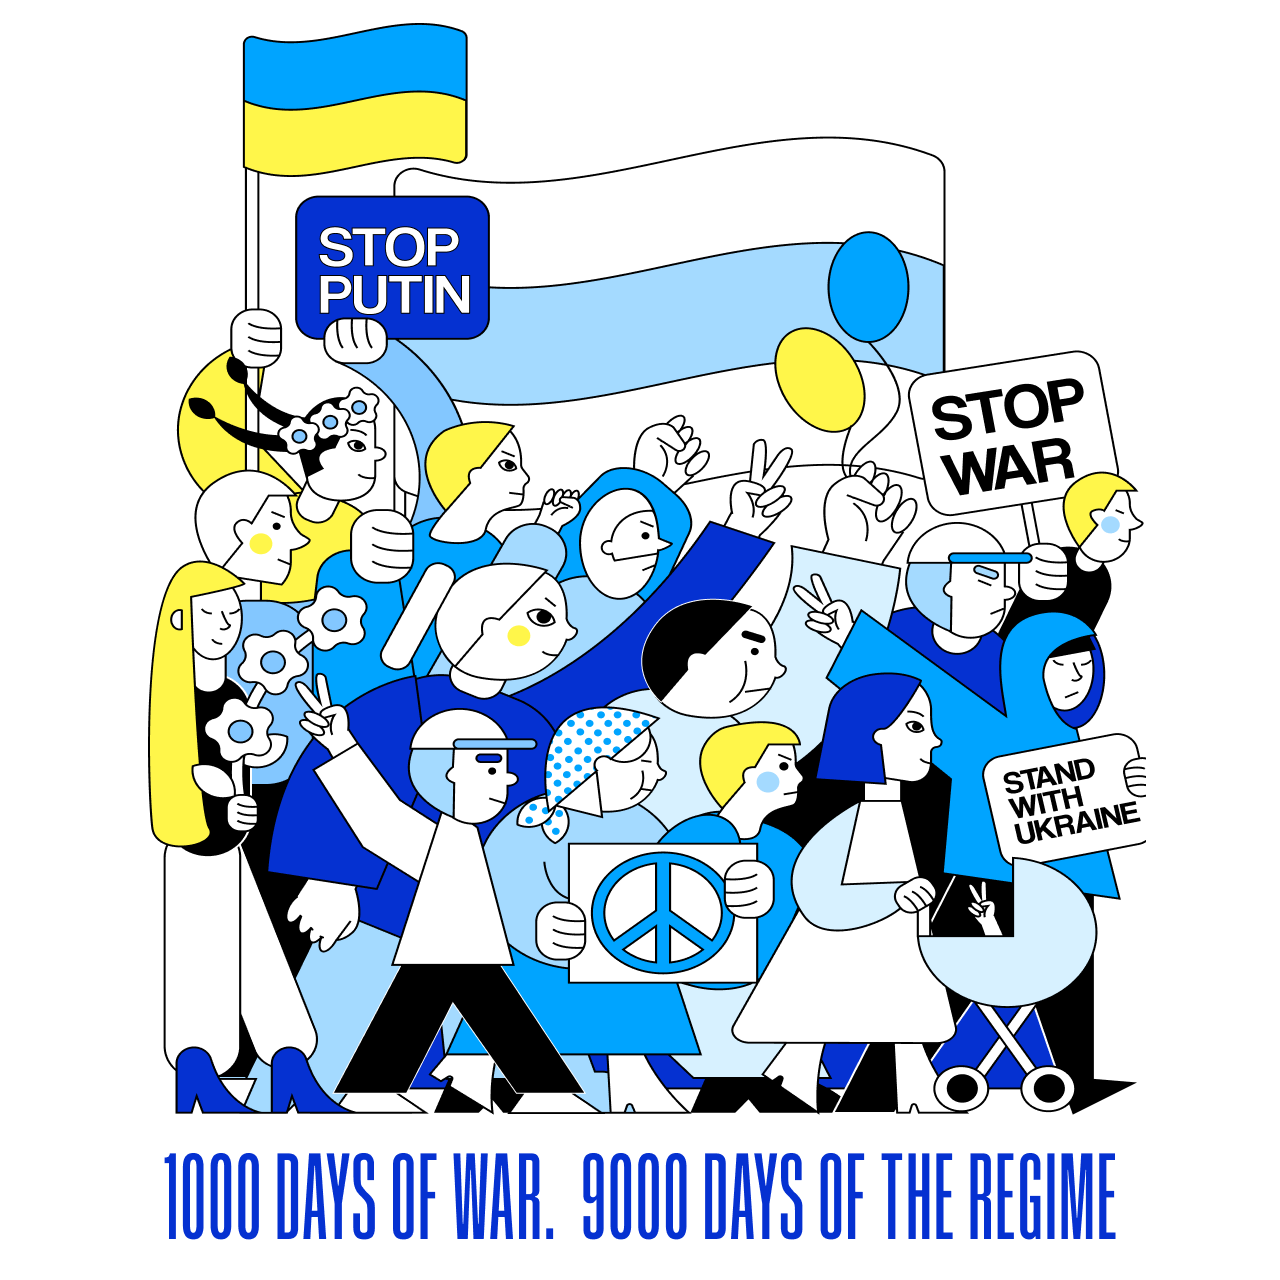 STOP
PUTIN
STOP
WAR
STAND
WITH
UKRAINE
1000 DAYS OF WAR. 9000 DAYS OF THE REGIME